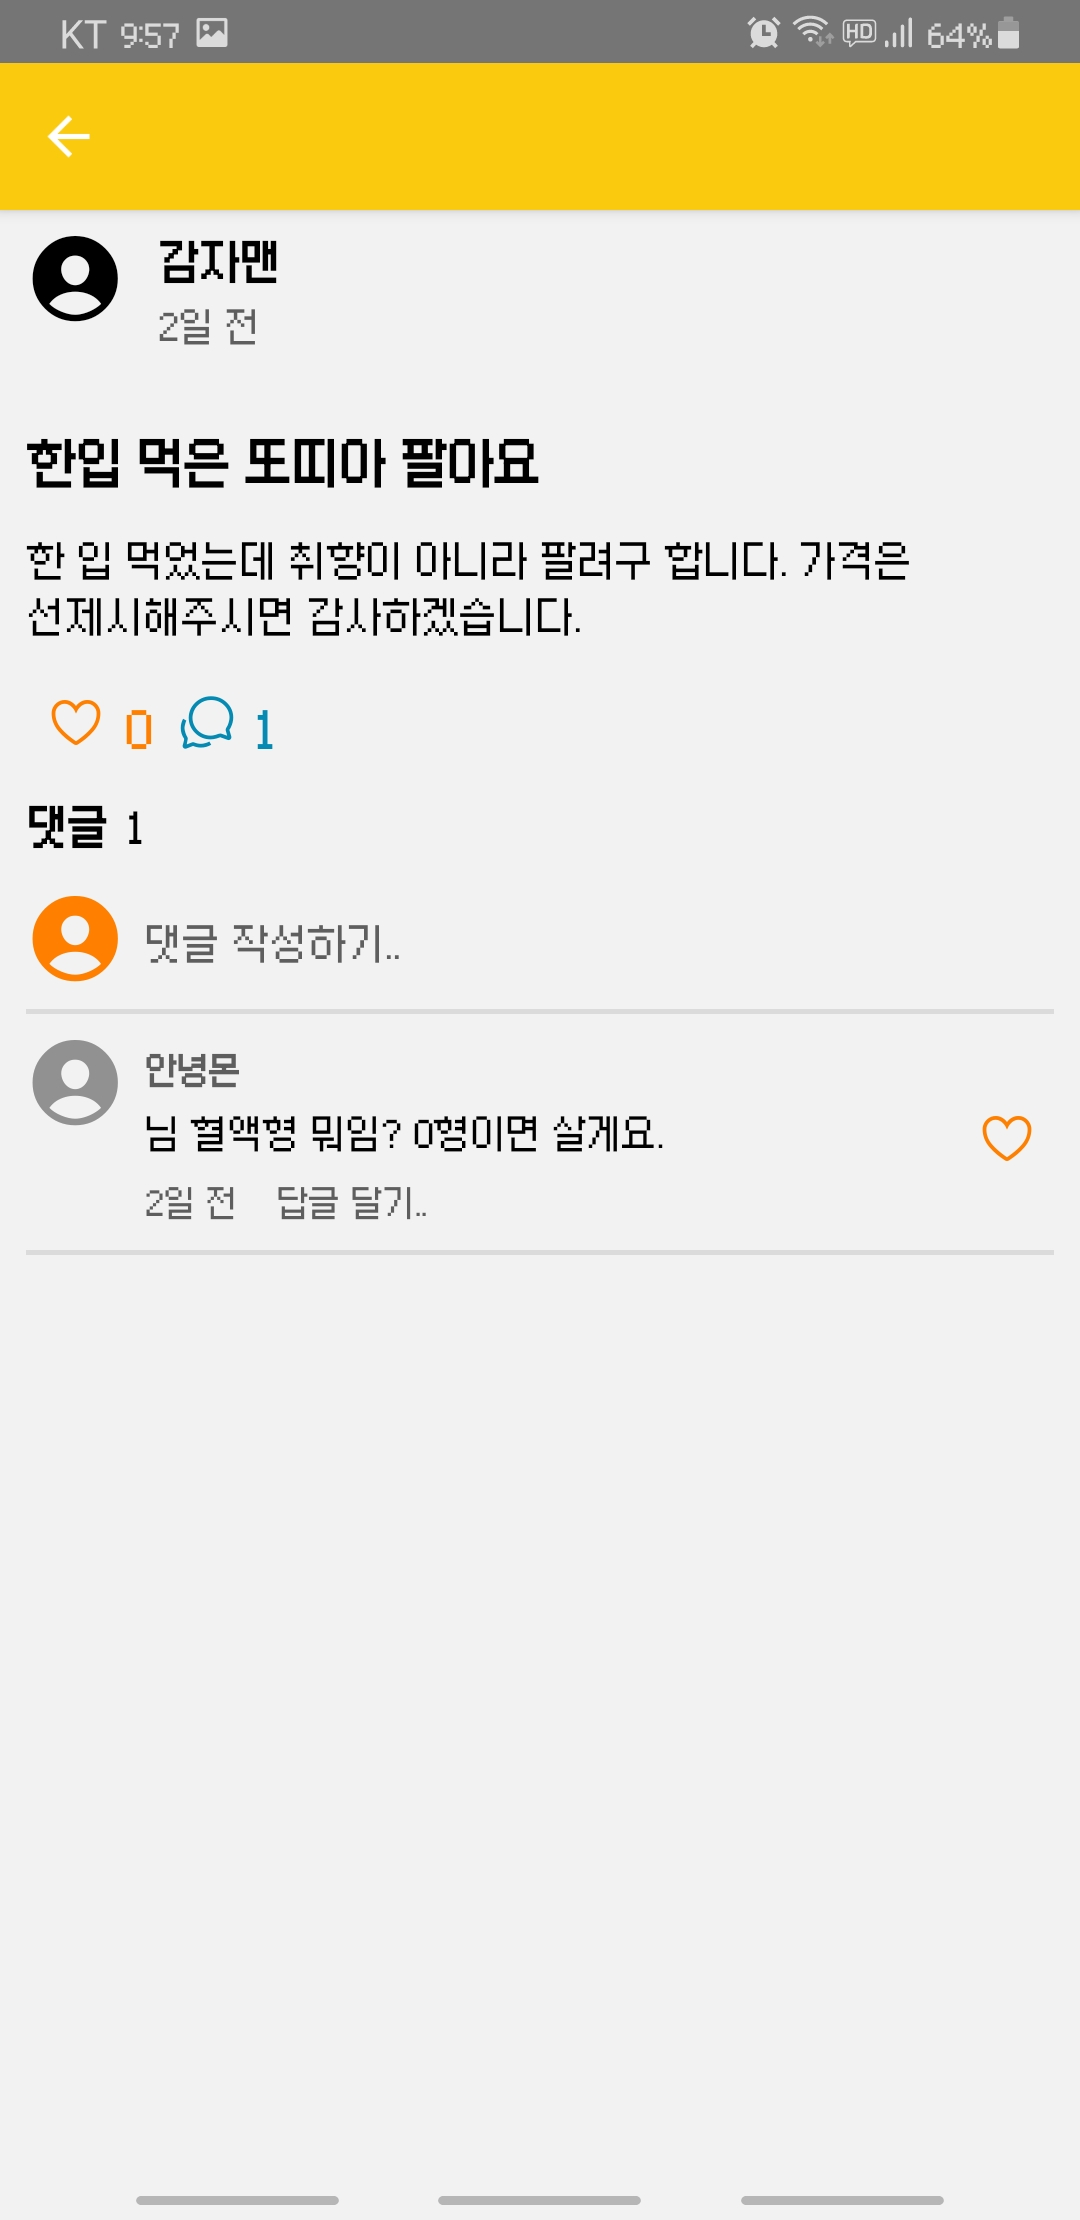 KT 9:57 HD 64%
감자맨
2일 전
한입 먹은 또띠아 팔아요
한 입 먹었는데 취향이 아니라 팔려구 합니다. 가격은
선제시해주시면 감사하겠습니다.
0 1
댓글 1
댓글 작성하기..
안녕몬
님 혈액형 뭐임? 0형이면 살게요.
2일 전 답글 달기..